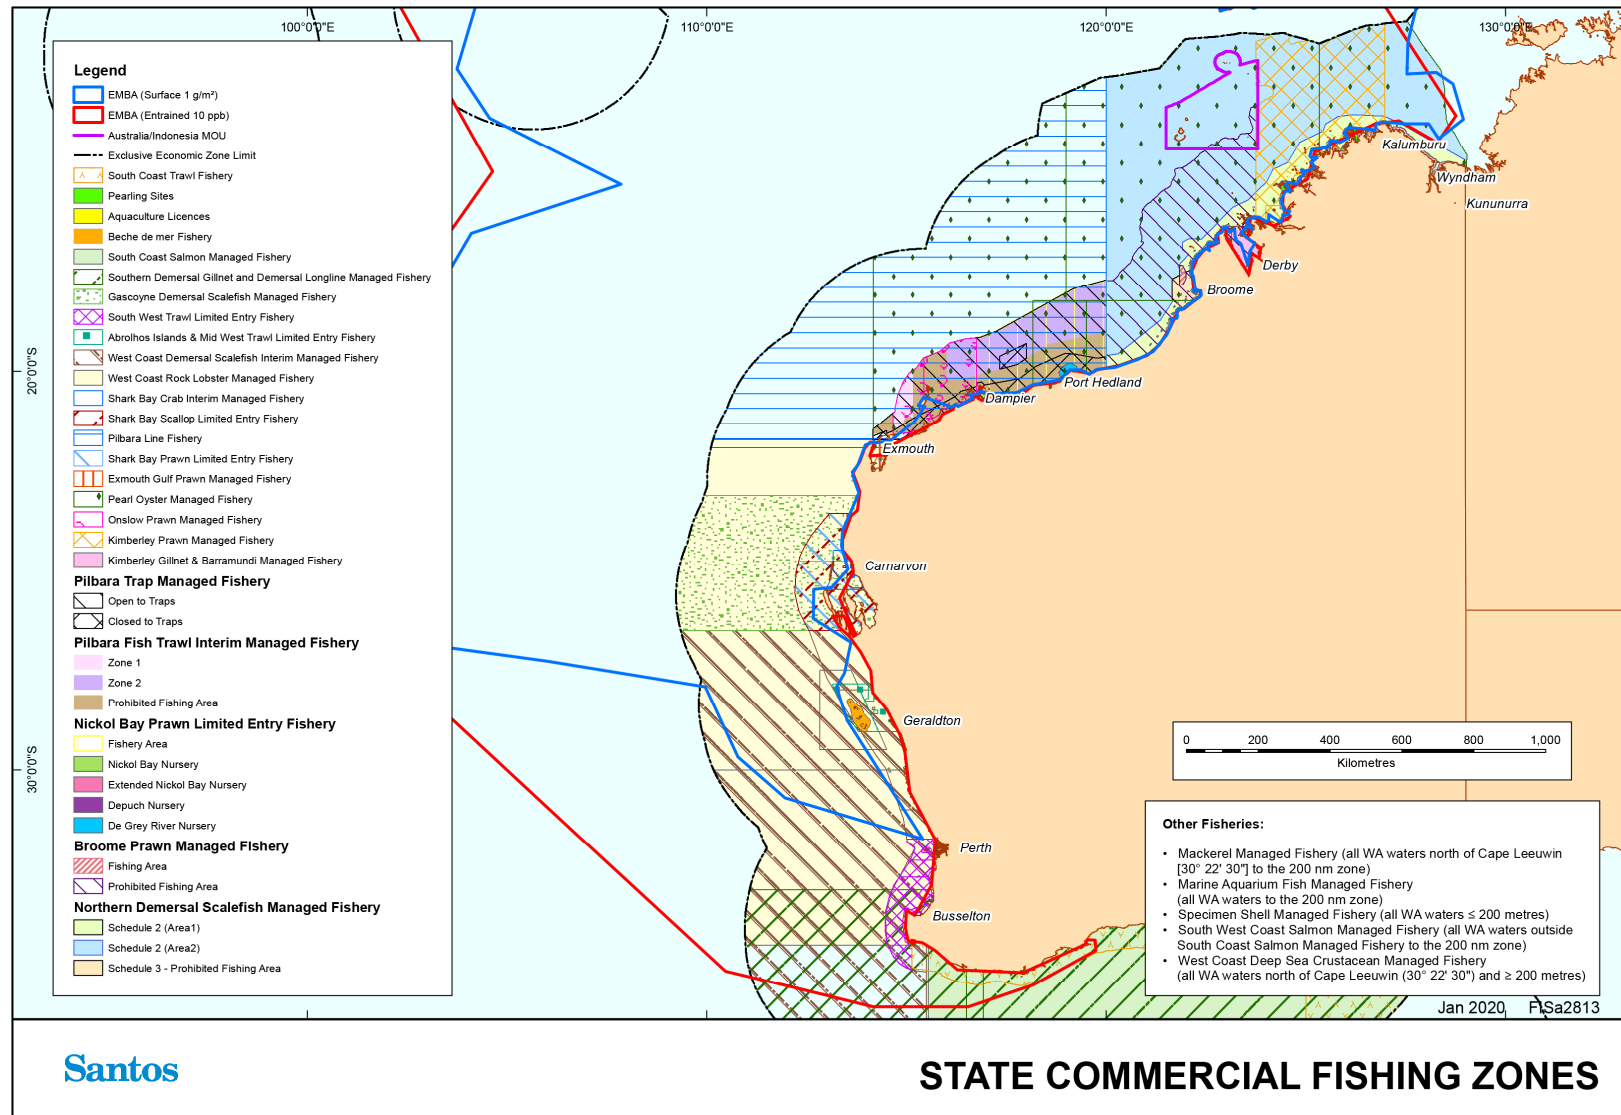 100°0'0"E
110°0'0"E
120°0'0"E
130°0'0"E
20°0'0"S
30°0'0"S
Legend
EMBA (Surface 1 g/m²)
EMBA (Entrained 10 ppb)
Australia/Indonesia MOU
Exclusive Economic Zone Limit
South Coast Trawl Fishery
Pearling Sites
Aquaculture Licences
Beche de mer Fishery
South Coast Salmon Managed Fishery
Southern Demersal Gillnet and Demersal Longline Managed Fishery
Gascoyne Demersal Scalefish Managed Fishery
South West Trawl Limited Entry Fishery
Abrolhos Islands & Mid West Trawl Limited Entry Fishery
West Coast Demersal Scalefish Interim Managed Fishery
West Coast Rock Lobster Managed Fishery
Shark Bay Crab Interim Managed Fishery
Shark Bay Scallop Limited Entry Fishery
Pilbara Line Fishery
Shark Bay Prawn Limited Entry Fishery
Exmouth Gulf Prawn Managed Fishery
Pearl Oyster Managed Fishery
Onslow Prawn Managed Fishery
Kimberley Prawn Managed Fishery
Kimberley Gillnet & Barramundi Managed Fishery
Pilbara Trap Managed Fishery
Open to Traps
Closed to Traps
Pilbara Fish Trawl Interim Managed Fishery
Zone 1
Zone 2
Prohibited Fishing Area
Nickol Bay Prawn Limited Entry Fishery
Fishery Area
Nickol Bay Nursery
Extended Nickol Bay Nursery
Depuch Nursery
De Grey River Nursery
Broome Prawn Managed FIshery
Fishing Area
Prohibited Fishing Area
Northern Demersal Scalefish Managed Fishery
Schedule 2 (Area1)
Schedule 2 (Area2)
Schedule 3 - Prohibited Fishing Area
Kalumburu
Wyndham
Kununurra
Derby
Broome
Port Hedland
Dampier
Exmouth
Carnarvon
Geraldton
Perth
Busselton
0 200 400 600 800 1,000
Kilometres
Other Fisheries:
• Mackerel Managed Fishery (all WA waters north of Cape Leeuwin
[30° 22' 30"] to the 200 nm zone)
• Marine Aquarium Fish Managed Fishery
(all WA waters to the 200 nm zone)
• Specimen Shell Managed Fishery (all WA waters ≤ 200 metres)
• South West Coast Salmon Managed Fishery (all WA waters outside
South Coast Salmon Managed Fishery to the 200 nm zone)
• West Coast Deep Sea Crustacean Managed Fishery
(all WA waters north of Cape Leeuwin (30° 22' 30") and ≥ 200 metres)
Jan 2020 FISa2813
Santos
STATE COMMERCIAL FISHING ZONES